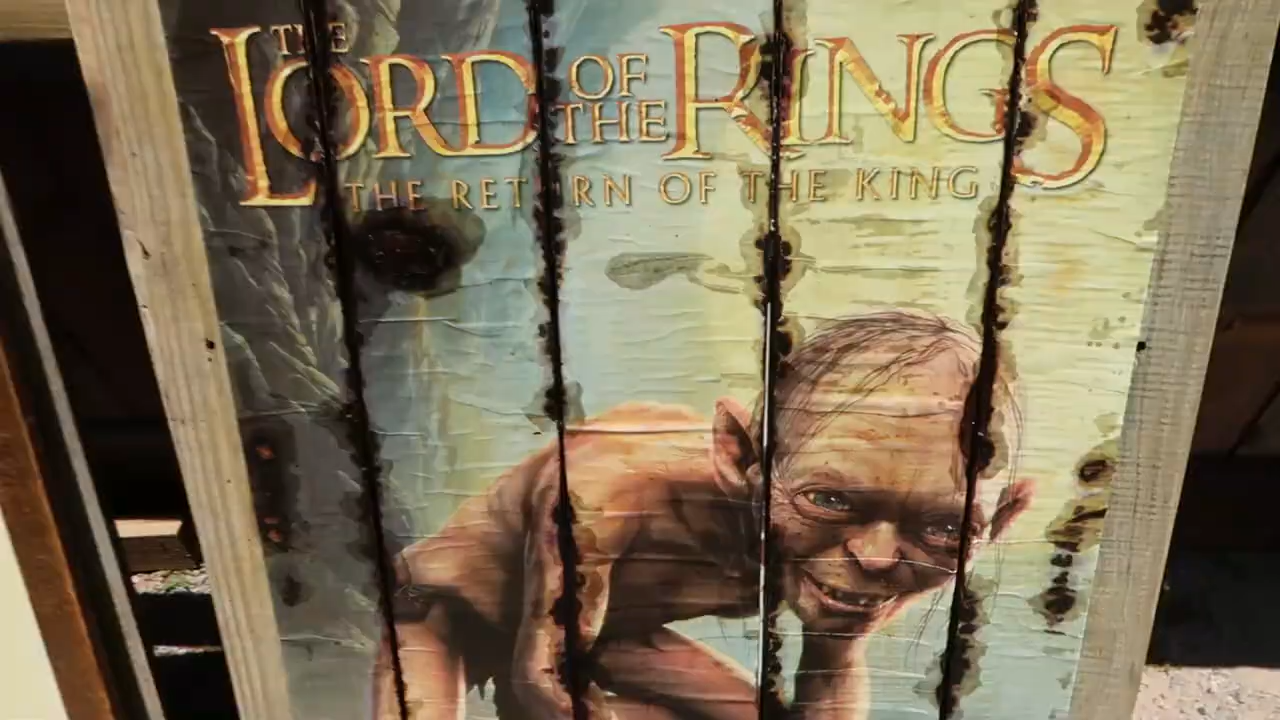 THE
LORD OF THE RINGS
THE RETURN OF THE KING